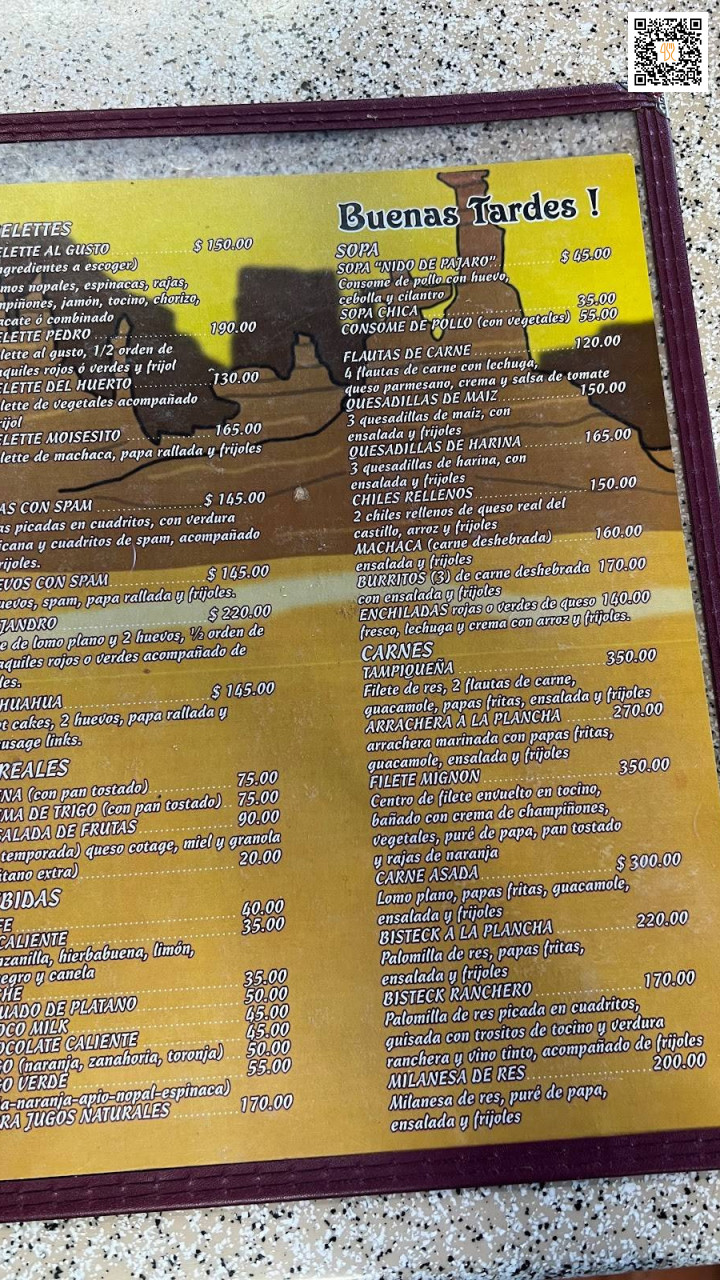 ELETTES
ELETTE AL GUSTO $ 150.00
ngredientes a escoger)
mos nopales, espinacas, rajas,
mpiñones, jamón, tocino, chorizo,
acate ó combinado
ELETTE PEDRO 190.00
lette al gusto, 1/2 orden de
aquiles rojos ó verdes y frijol
ELETTE DEL HUERTO 130.00
lette de vegetales acompañado
rijol
ELETTE MOISESITO 165.00
lette de machaca, papa rallada y frijoles
AS CON SPAM $ 145.00
as picadas en cuadritos, con verdura
icana y cuadritos de spam, acompañado
rijoles.
EVOS CON SPAM $ 145.00
uevos, spam, papa rallada y frijoles.
JANDRO $ 220.00
e de lomo plano y 2 huevos, ½ orden de
aquiles rojos o verdes acompañado de
les.
HUAHUA $ 145.00
t cakes, 2 huevos, papa rallada y
usage links.
REALES
NA (con pan tostado) 75.00
MA DE TRIGO (con pan tostado) 75.00
SALADA DE FRUTAS 90.00
temporada) queso cotage, miel y granola
átano extra) 20.00
BIDAS
FE 40.00
CALIENTE 35.00
nzanilla, hierbabuena, limón,
negro y canela
CHE 35.00
UADO DE PLATANO 50.00
OCO MILK 45.00
OCOLATE CALIENTE 45.00
GO (naranja, zanahoria, toronja) 50.00
GO VERDE 55.00
a-naranja-apio-nopal-espinaca)
RA JUGOS NATURALES 170.00
Buenas Tardes !
SOPA
SOPA "NIDO DE PAJARO" $ 45.00
Consome de pollo con huevo,
cebolla y cilantro
SOPA CHICA 35.00
CONSOME DE POLLO (con vegetales) 55.00
FLAUTAS DE CARNE 120.00
4 flautas de carne con lechuga,
queso parmesano, crema y salsa de tomate
QUESADILLAS DE MAIZ 150.00
3 quesadillas de maiz, con
ensalada y frijoles
QUESADILLAS DE HARINA 165.00
3 quesadillas de harina, con
ensalada y frijoles
CHILES RELLENOS 150.00
2 chiles rellenos de queso real del
castillo, arroz y frijoles
MACHACA (carne deshebrada) 160.00
ensalada y frijoles
BURRITOS (3) de carne deshebrada 170.00
con ensalada y frijoles
ENCHILADAS rojas o verdes de queso 140.00
fresco, lechuga y crema con arroz y frijoles.
CARNES
TAMPIQUEÑA 350.00
Filete de res, 2 flautas de carne,
guacamole, papas fritas, ensalada y frijoles
ARRACHERA A LA PLANCHA 270.00
arrachera marinada con papas fritas,
guacamole, ensalada y frijoles
FILETE MIGNON 350.00
Centro de filete envuelto en tocino,
bañado con crema de champiñones,
vegetales, puré de papa, pan tostado
y rajas de naranja
CARNE ASADA $ 300.00
Lomo plano, papas fritas, guacamole,
ensalada y frijoles
BISTECK A LA PLANCHA 220.00
Palomilla de res, papas fritas,
ensalada y frijoles
BISTECK RANCHERO 170.00
Palomilla de res picada en cuadritos,
guisada con trositos de tocino y verdura
ranchera y vino tinto, acompañado de frijoles
MILANESA DE RES 200.00
Milanesa de res, puré de papa,
ensalada y frijoles